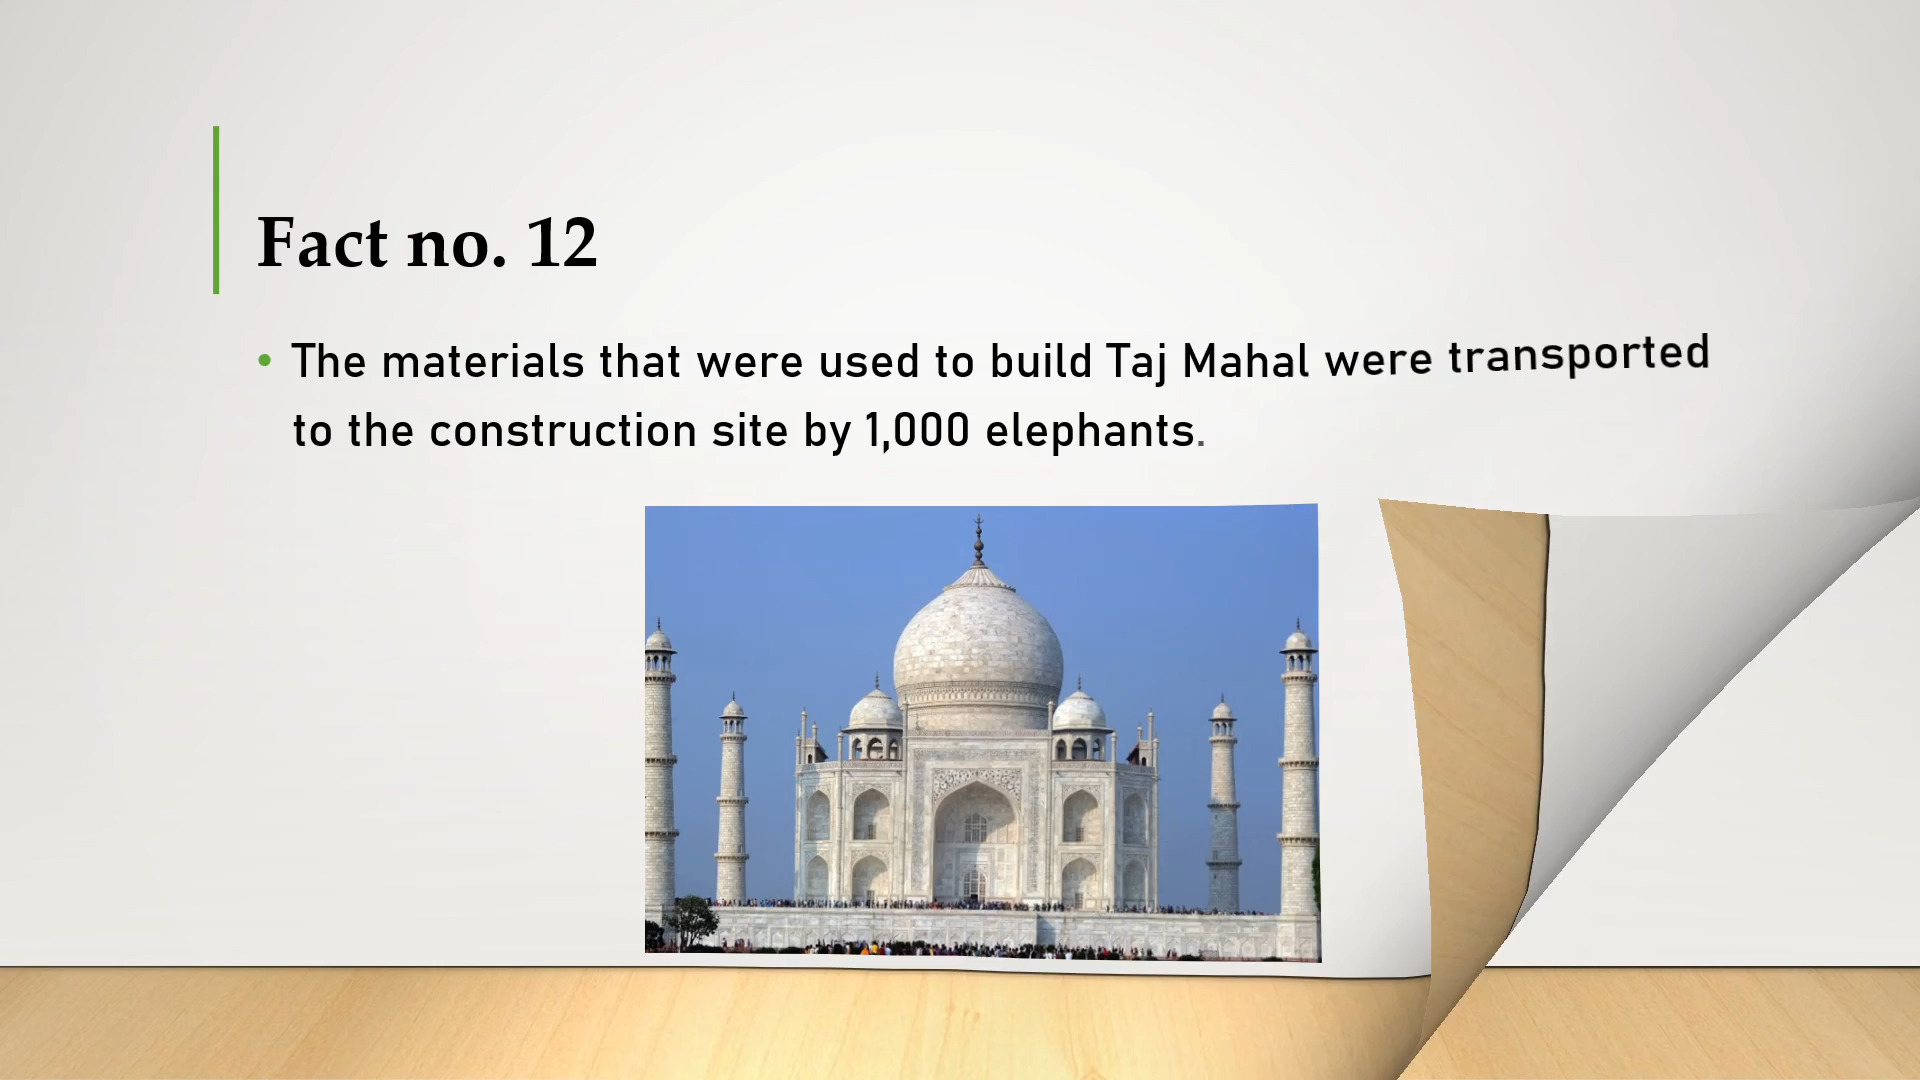 Fact no. 12
• The materials that were used to build Taj Mahal were transported
to the construction site by 1,000 elephants.